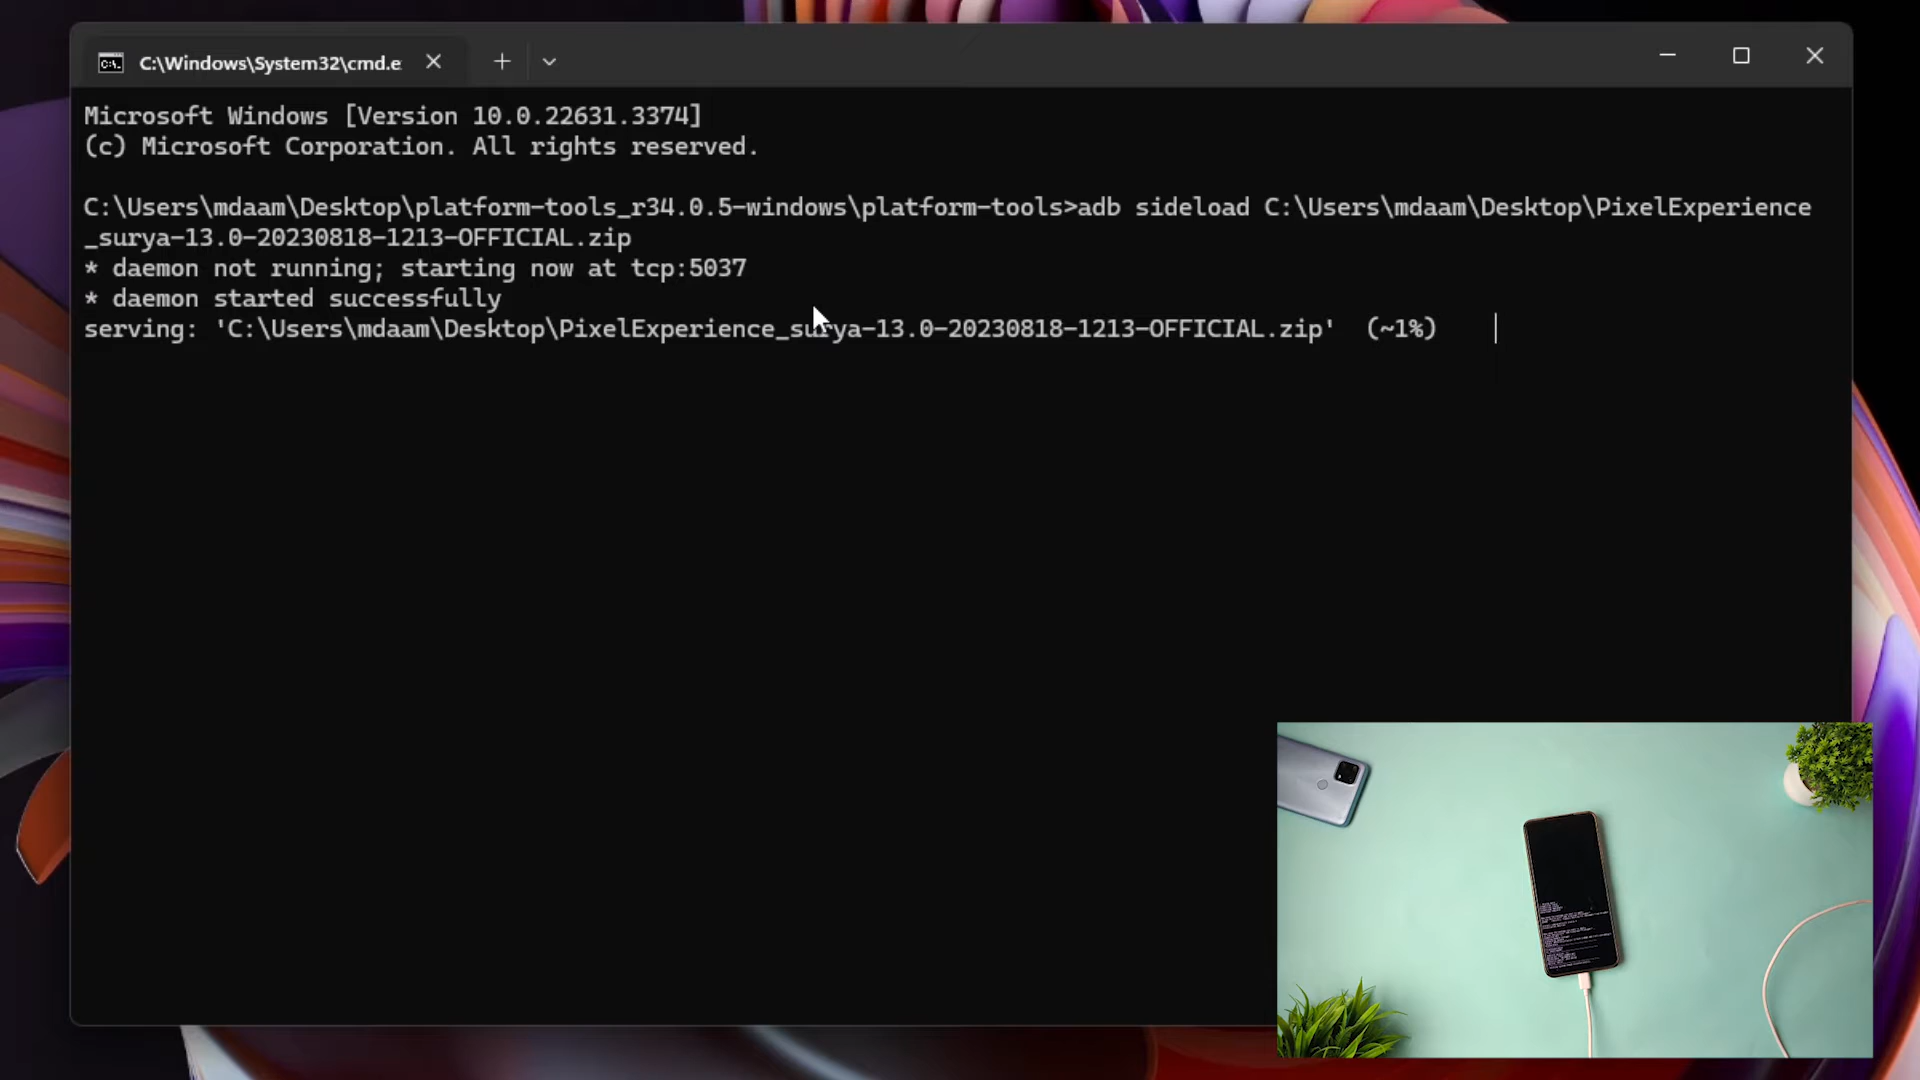 C:\Windows\System32\cmd.e
Microsoft Windows [Version 10.0.22631.3374]
(c) Microsoft Corporation. All rights reserved.
C:\Users\mdaam\Desktop\platform-tools_r34.0.5-windows\platform-tools>adb sideload C:\Users\mdaam\Desktop\PixelExperience
_surya-13.0-20230818-1213-OFFICIAL.zip
* daemon not running; starting now at tcp:5037
* daemon started successfully
serving: 'C:\Users\mdaam\Desktop\PixelExperience_surya-13.0-20230818-1213-OFFICIAL.zip'  (~1%)